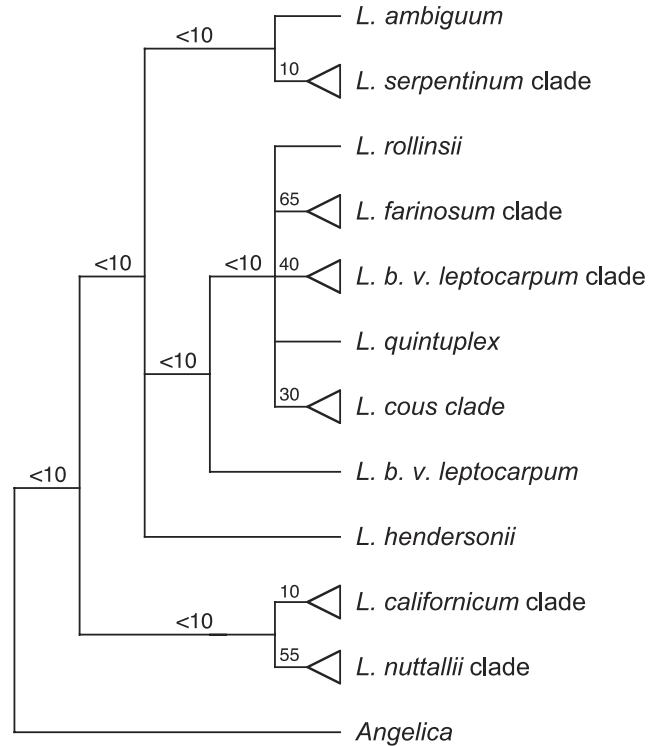 L. ambiguum
<10
10
L. serpentinum clade
L. rollinsii
65
L. farinosum clade
<10
<10
40
L. b. v. leptocarpum clade
L. quintuplex
<10
30
L. cous clade
L. b. v. leptocarpum
<10
L. hendersonii
10
L. californicum clade
<10
55
L. nuttallii clade
Angelica